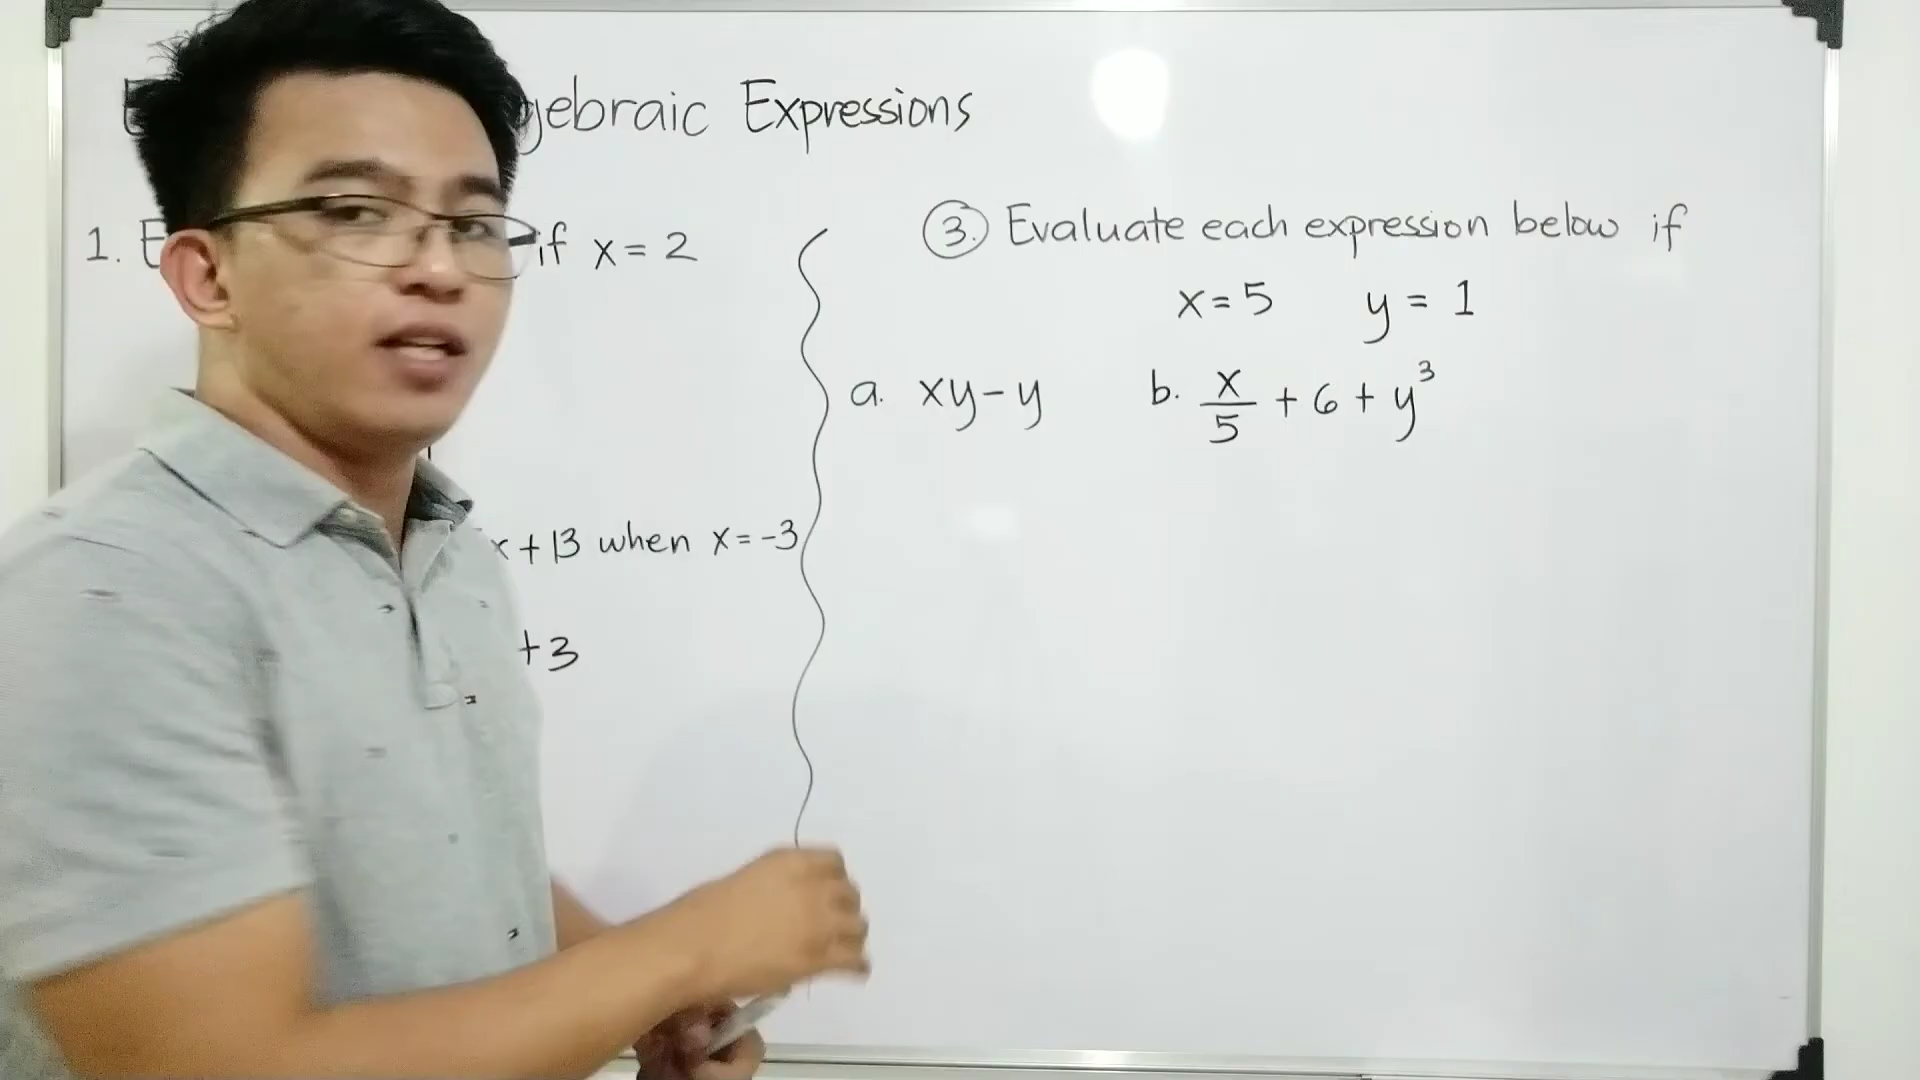 Expressions
1. if x = 2
x + 13 when x = -3
+3
③. Evaluate each expression below if
x = 5 y = 1
a. xy - y b. x/5 + 6 + y³